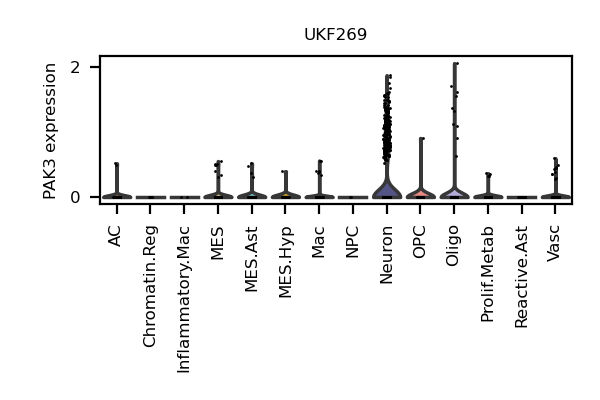 UKF269
PAK3 expression
2
0
AC
Chromatin.Reg
Inflammatory.Mac
MES
MES.Ast
MES.Hyp
Mac
NPC
Neuron
OPC
Oligo
Prolif.Metab
Reactive.Ast
Vasc